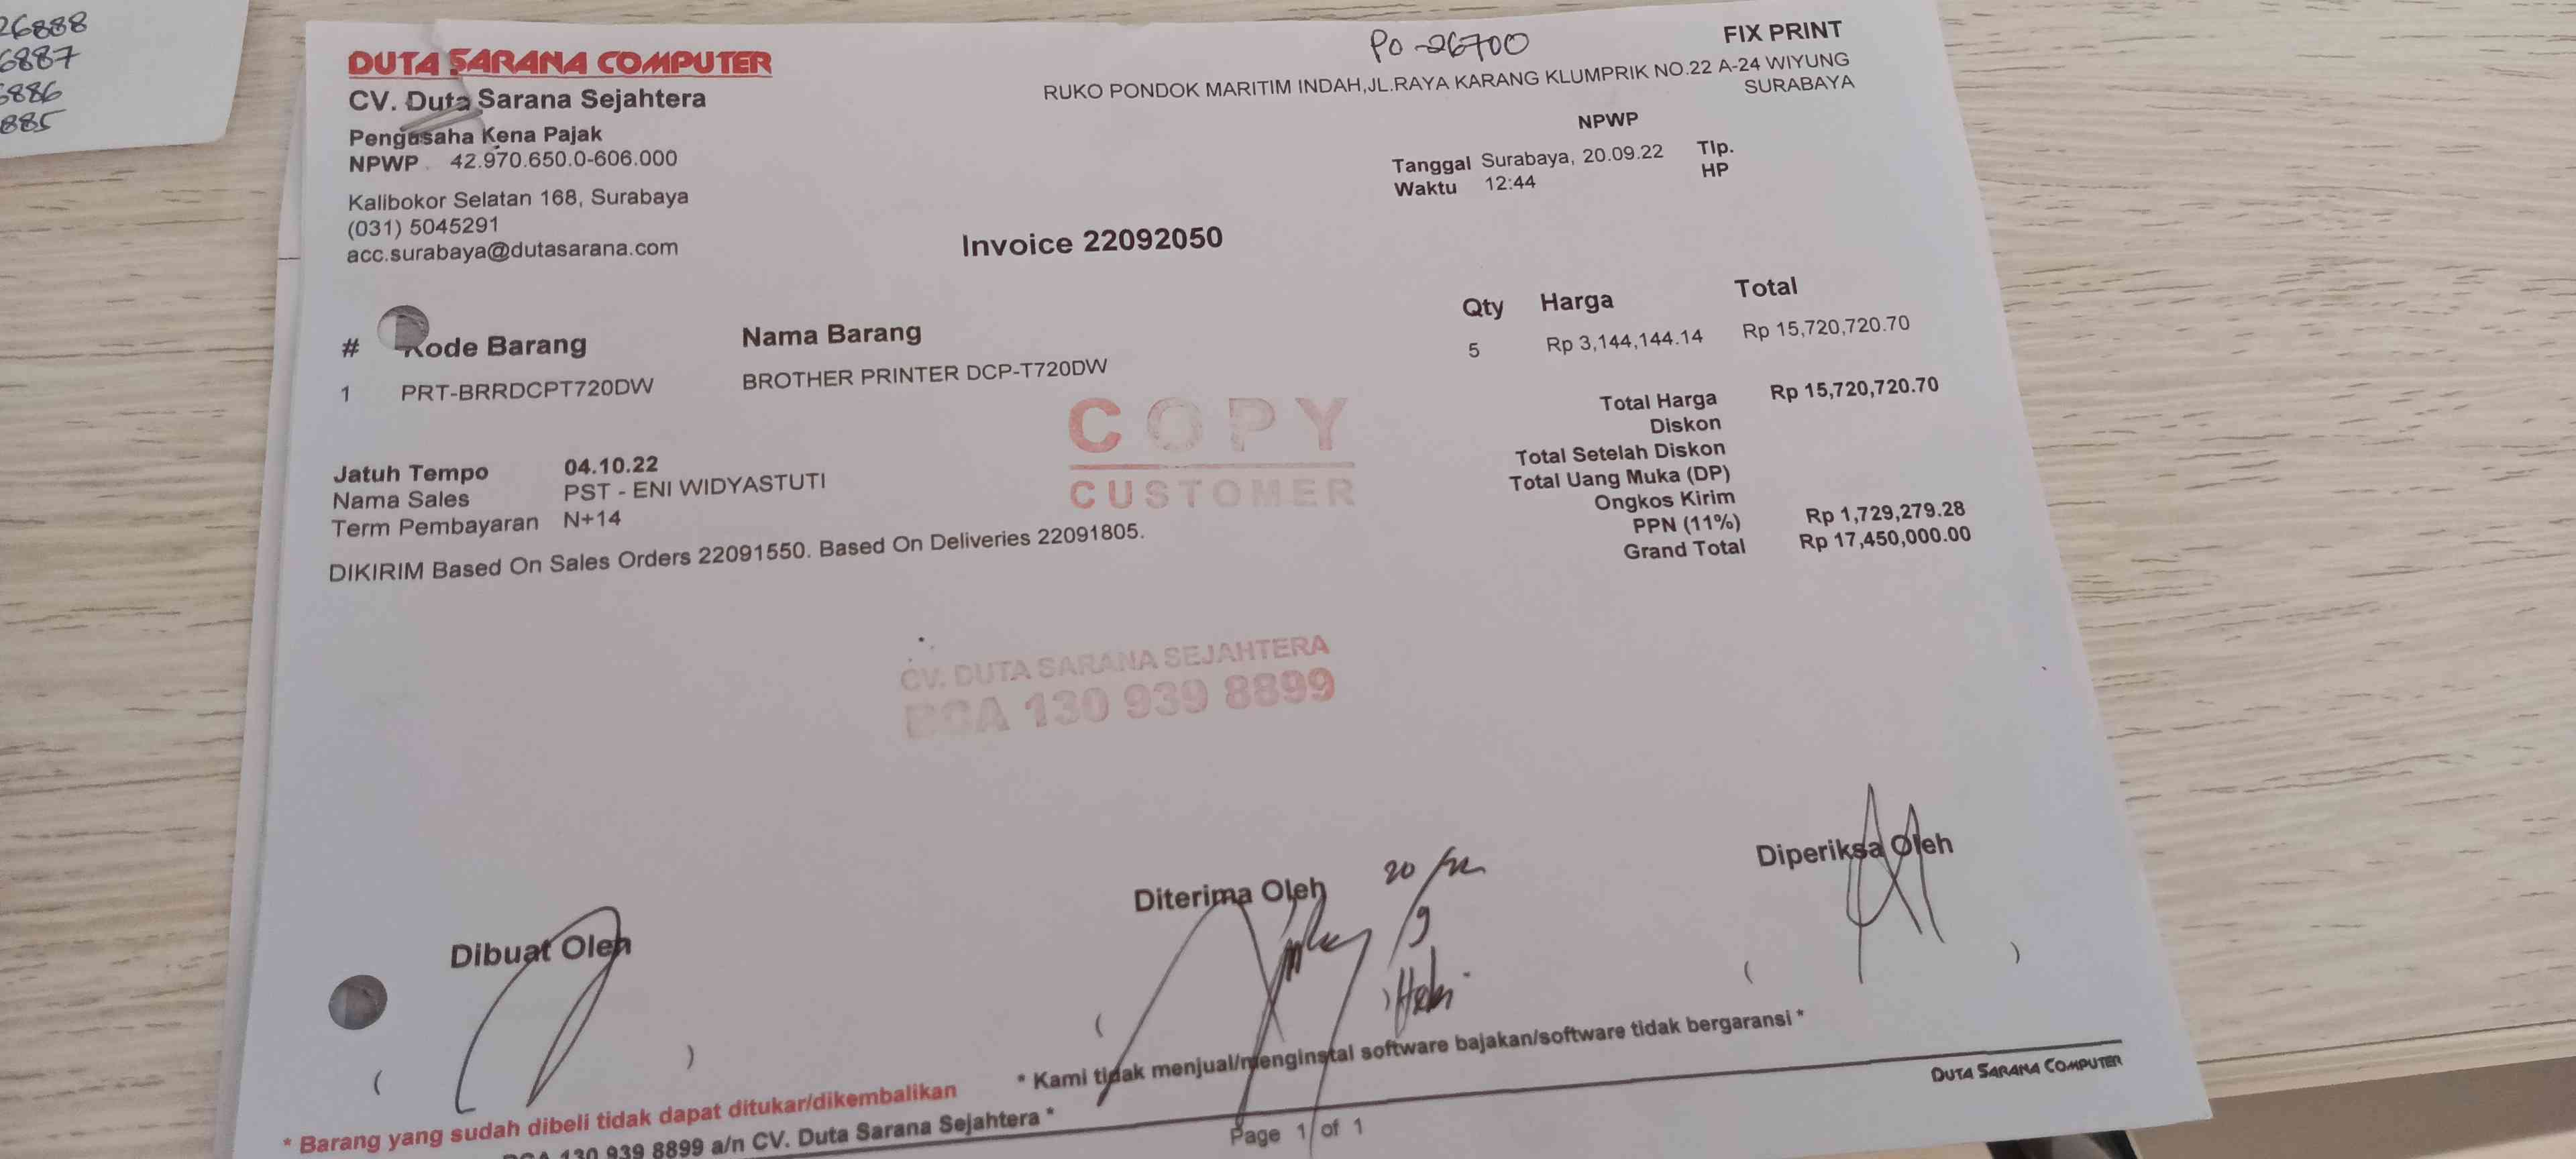 26888
6887
6886
885
DUTA SARANA COMPUTER
CV. Duta Sarana Sejahtera
Pengusaha Kena Pajak
NPWP 42.970.650.0-606.000
Kalibokor Selatan 168, Surabaya
(031) 5045291
acc.surabaya@dutasarana.com
PO-26700
FIX PRINT
RUKO PONDOK MARITIM INDAH,JL.RAYA KARANG KLUMPRIK NO.22 A-24 WIYUNG
SURABAYA
NPWP
Tanggal Surabaya, 20.09.22 Tlp.
Waktu 12:44 HP
Invoice 22092050
# Kode Barang Nama Barang Qty Harga Total
1 PRT-BRRDCPT720DW BROTHER PRINTER DCP-T720DW 5 Rp 3,144,144.14 Rp 15,720,720.70
Total Harga Rp 15,720,720.70
Diskon
Total Setelah Diskon
Total Uang Muka (DP)
Ongkos Kirim
PPN (11%) Rp 1,729,279.28
Grand Total Rp 17,450,000.00
Jatuh Tempo 04.10.22
Nama Sales PST - ENI WIDYASTUTI
Term Pembayaran N+14
DIKIRIM Based On Sales Orders 22091550. Based On Deliveries 22091805.
COPY
CUSTOMER
CV. DUTA SARANA SEJAHTERA
BCA 130 939 8899
Dibuat Oleh
Diterima Oleh
20
9
Diperiksa Oleh
( )
(
( )
* Barang yang sudah dibeli tidak dapat ditukar/dikembalikan
* Kami tidak menjual/menginstal software bajakan/software tidak bergaransi *
BCA 130 939 8899 a/n CV. Duta Sarana Sejahtera *
Page 1 of 1
DUTA SARANA COMPUTER